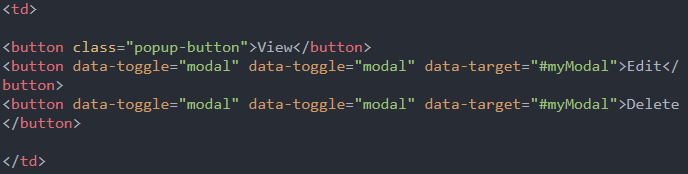 <td>
<button class="popup-button">View</button>
<button data-toggle="modal" data-toggle="modal" data-target="#myModal">Edit</
button>
<button data-toggle="modal" data-toggle="modal" data-target="#myModal">Delete
</button>
</td>